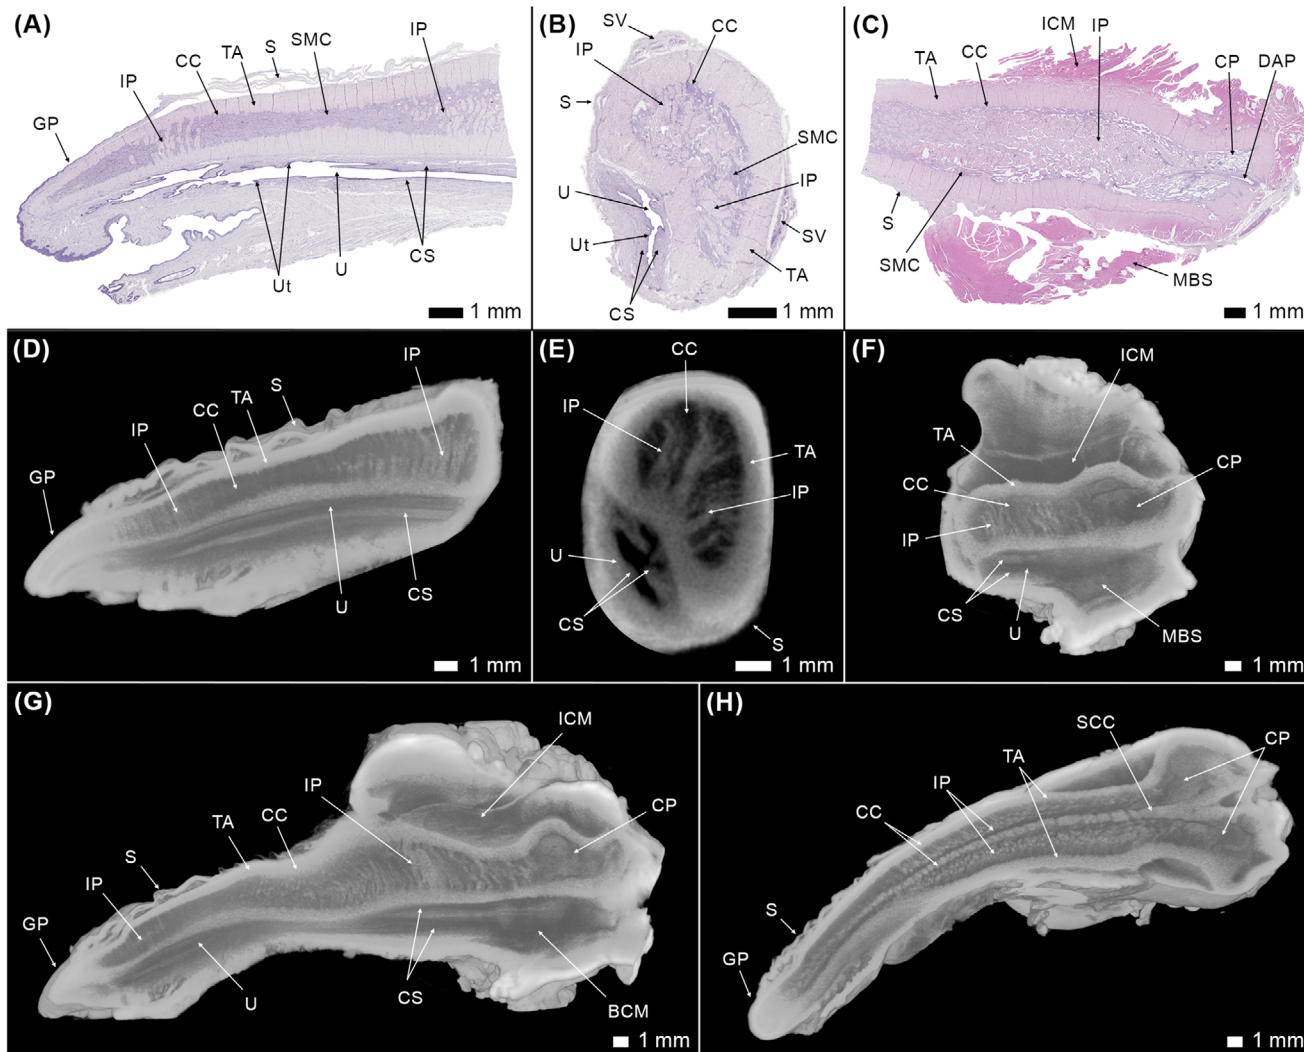 (A)
GP
IP
CC
TA
S
SMC
IP
Ut
U
CS
1 mm
(B)
SV
CC
IP
S
SMC
U
IP
Ut
SV
TA
CS
1 mm
(C)
ICM
IP
TA
CC
CP
DAP
S
SMC
MBS
1 mm
(D)
IP
S
TA
CC
IP
GP
U
CS
1 mm
(E)
CC
IP
TA
IP
U
CS
S
1 mm
(F)
ICM
TA
CP
CC
IP
CS
U
MBS
1 mm
(G)
ICM
IP
CP
CC
TA
S
IP
GP
U
CS
BCM
1 mm
(H)
SCC
CP
TA
IP
CC
S
GP
1 mm